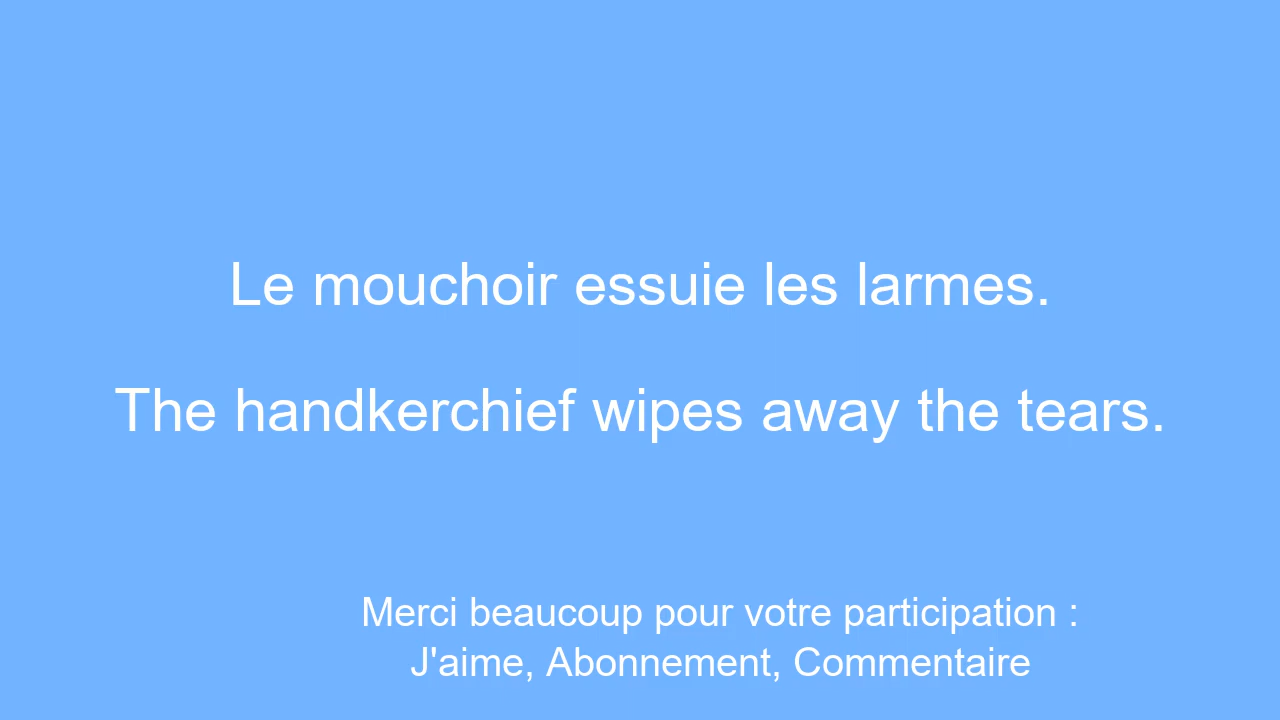 Le mouchoir essuie les larmes.
The handkerchief wipes away the tears.
Merci beaucoup pour votre participation :
J'aime, Abonnement, Commentaire